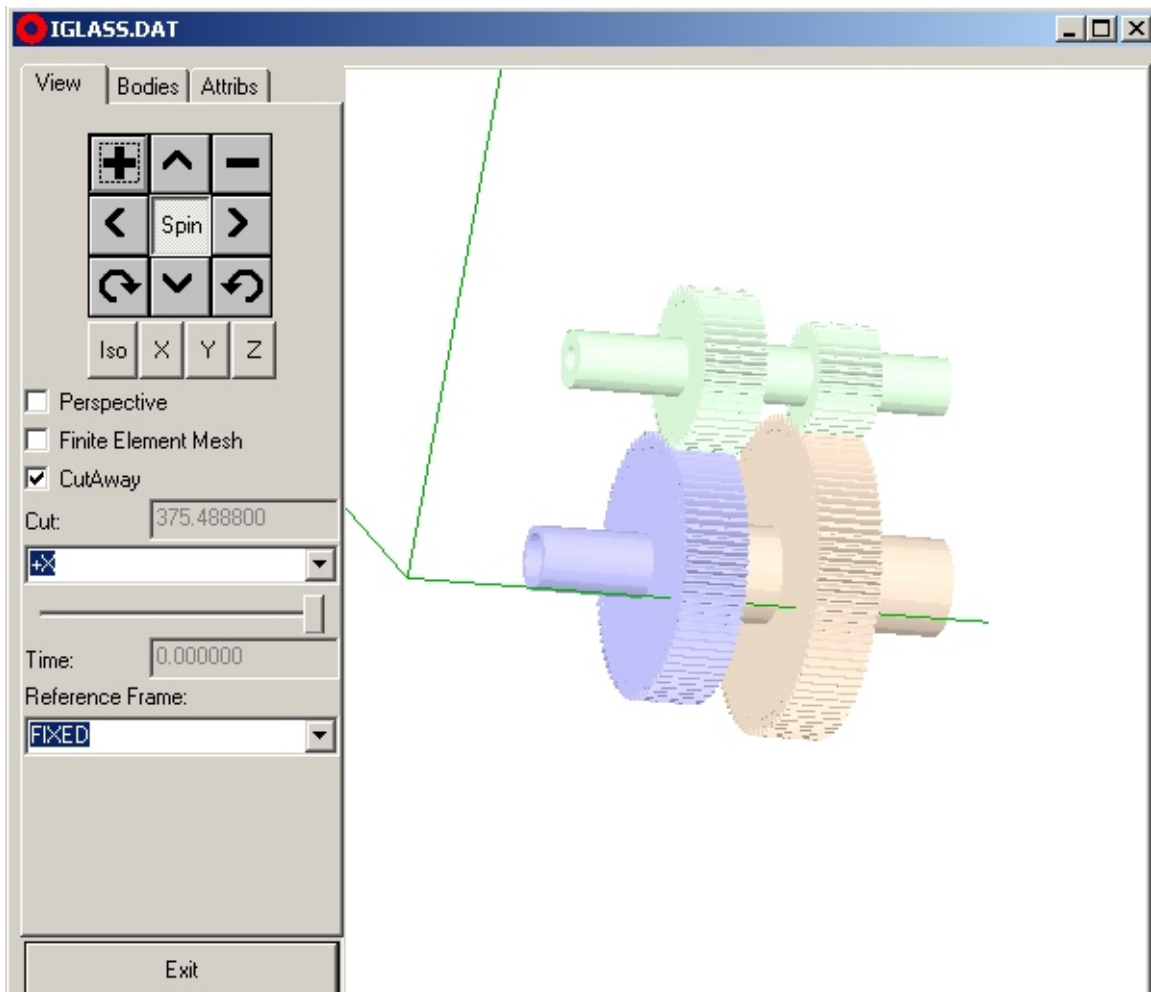 IGLASS.DAT
View Bodies Attribs
Spin
Iso X Y Z
Perspective
Finite Element Mesh
CutAway
Cut: 375.488800
+X
Time: 0.000000
Reference Frame:
FIXED
Exit